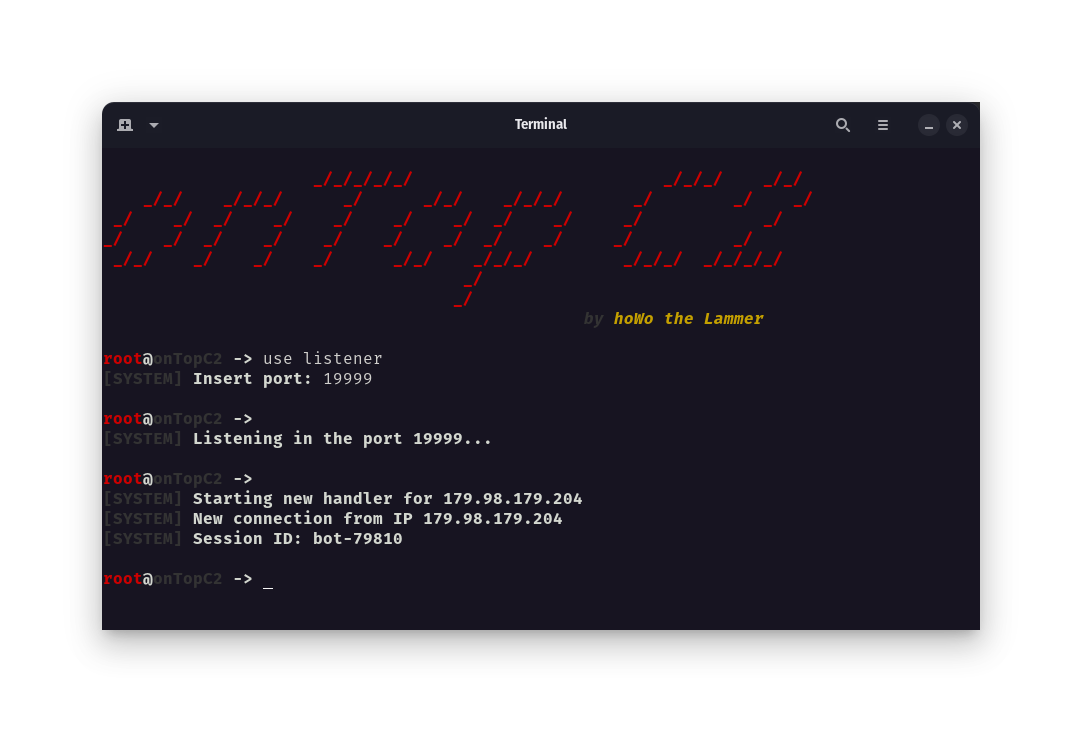 Terminal
onTop C2
by hoWo the Lammer
root@onTopC2 -> use listener
[SYSTEM] Insert port: 19999
root@onTopC2 ->
[SYSTEM] Listening in the port 19999...
root@onTopC2 ->
[SYSTEM] Starting new handler for 179.98.179.204
[SYSTEM] New connection from IP 179.98.179.204
[SYSTEM] Session ID: bot-79810
root@onTopC2 -> _